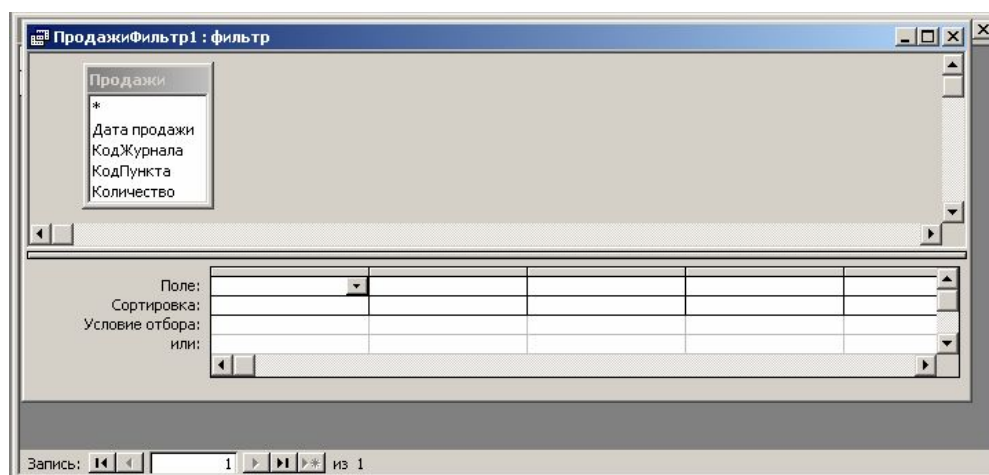 ПродажиФильтр1 : фильтр
Продажи
*
Дата продажи
КодЖурнала
КодПункта
Количество
Поле:
Сортировка:
Условие отбора:
или:
Запись: 1 из 1